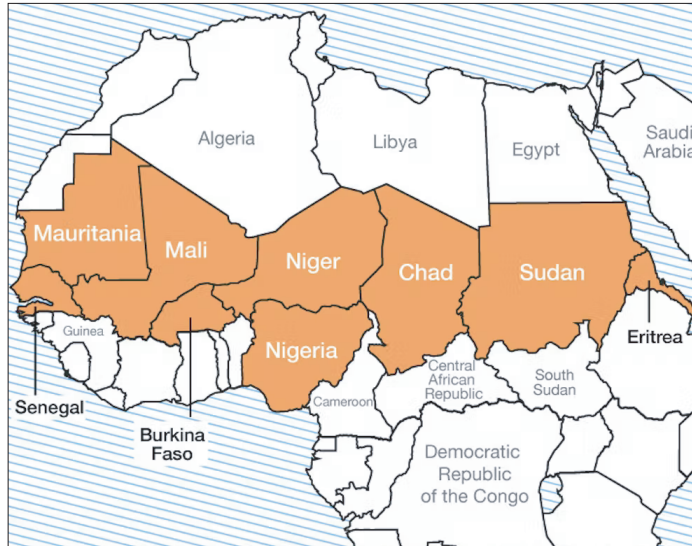 Algeria
Libya
Egypt
Saudi
Arabia
Mauritania
Mali
Niger
Chad
Sudan
Eritrea
Guinea
Nigeria
Senegal
Burkina
Faso
Cameroon
Central
African
Republic
South
Sudan
Democratic
Republic
of the Congo